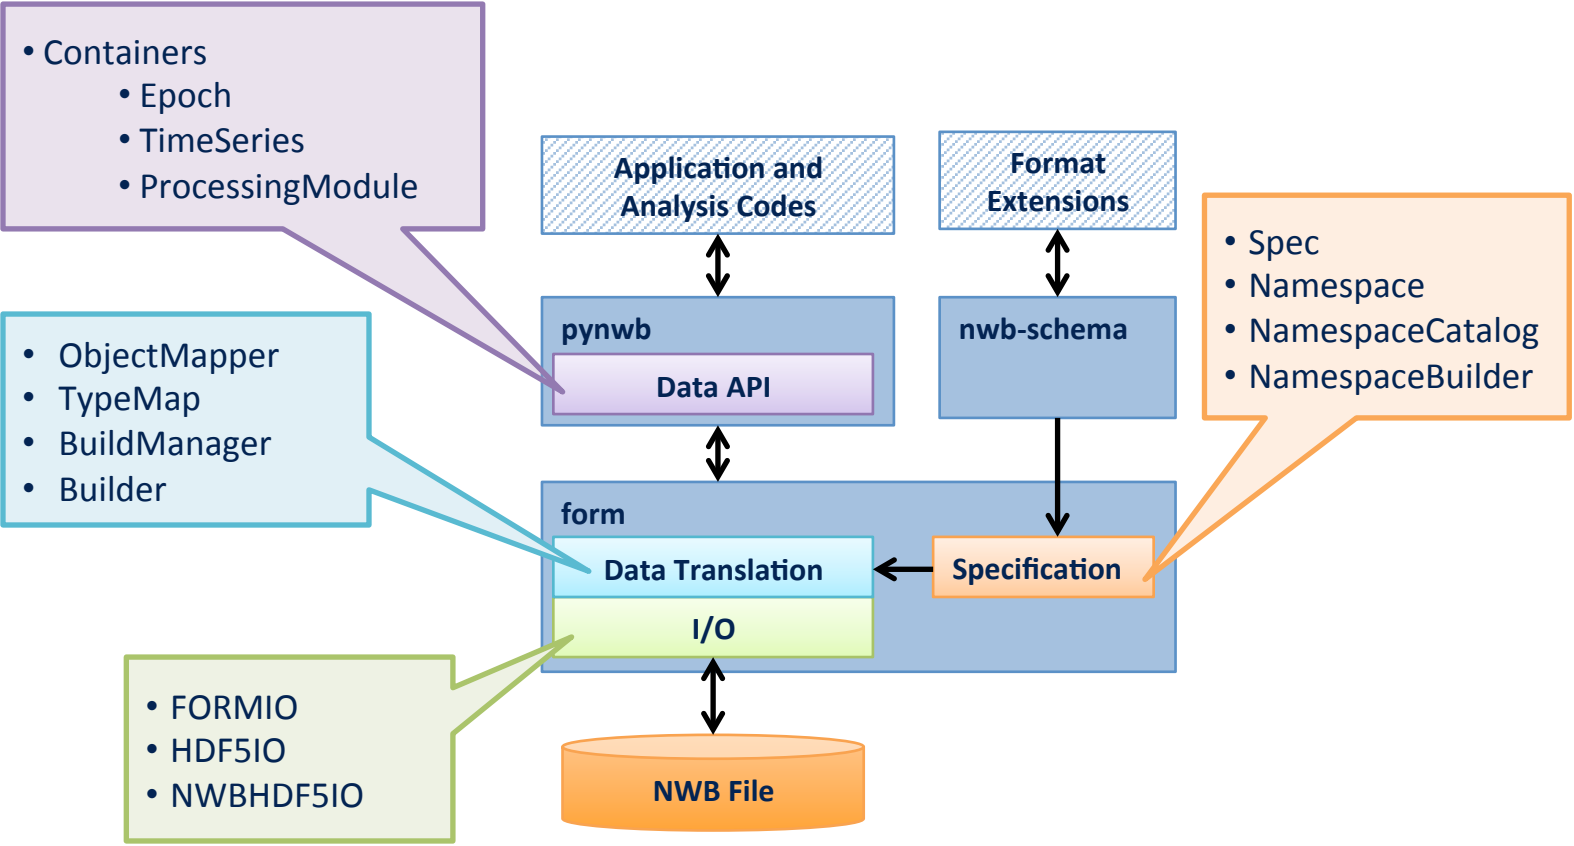 • Containers
• Epoch
• TimeSeries
• ProcessingModule
Application and
Analysis Codes
Format
Extensions
• Spec
• Namespace
• NamespaceCatalog
• NamespaceBuilder
pynwb
Data API
nwb-schema
• ObjectMapper
• TypeMap
• BuildManager
• Builder
form
Data Translation
Specification
I/O
• FORMIO
• HDF5IO
• NWBHDF5IO
NWB File